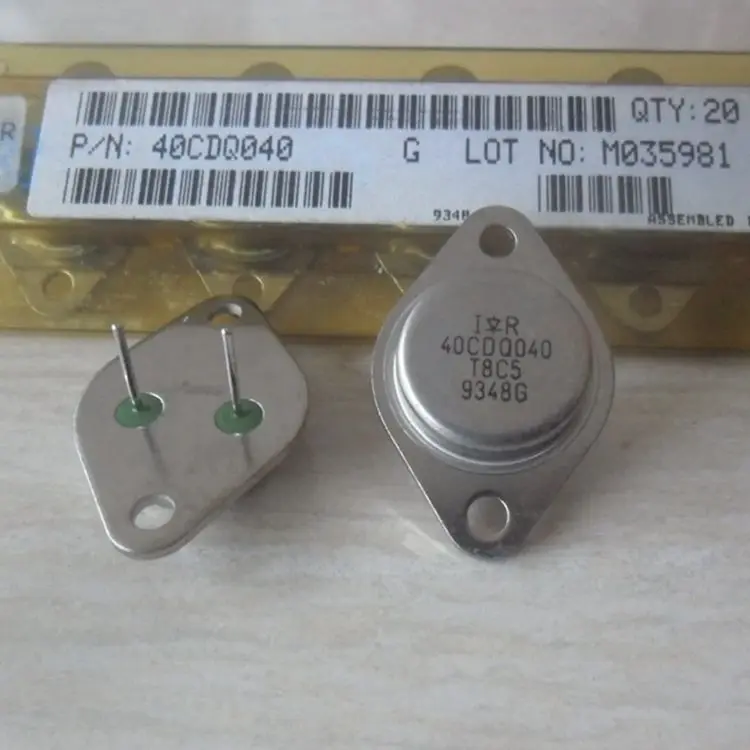 QTY: 20
P/N: 40CDQ040 G LOT NO: M035981
9348
ASSEMBLED
R
I R
40CDQ040
T8C5
9348G